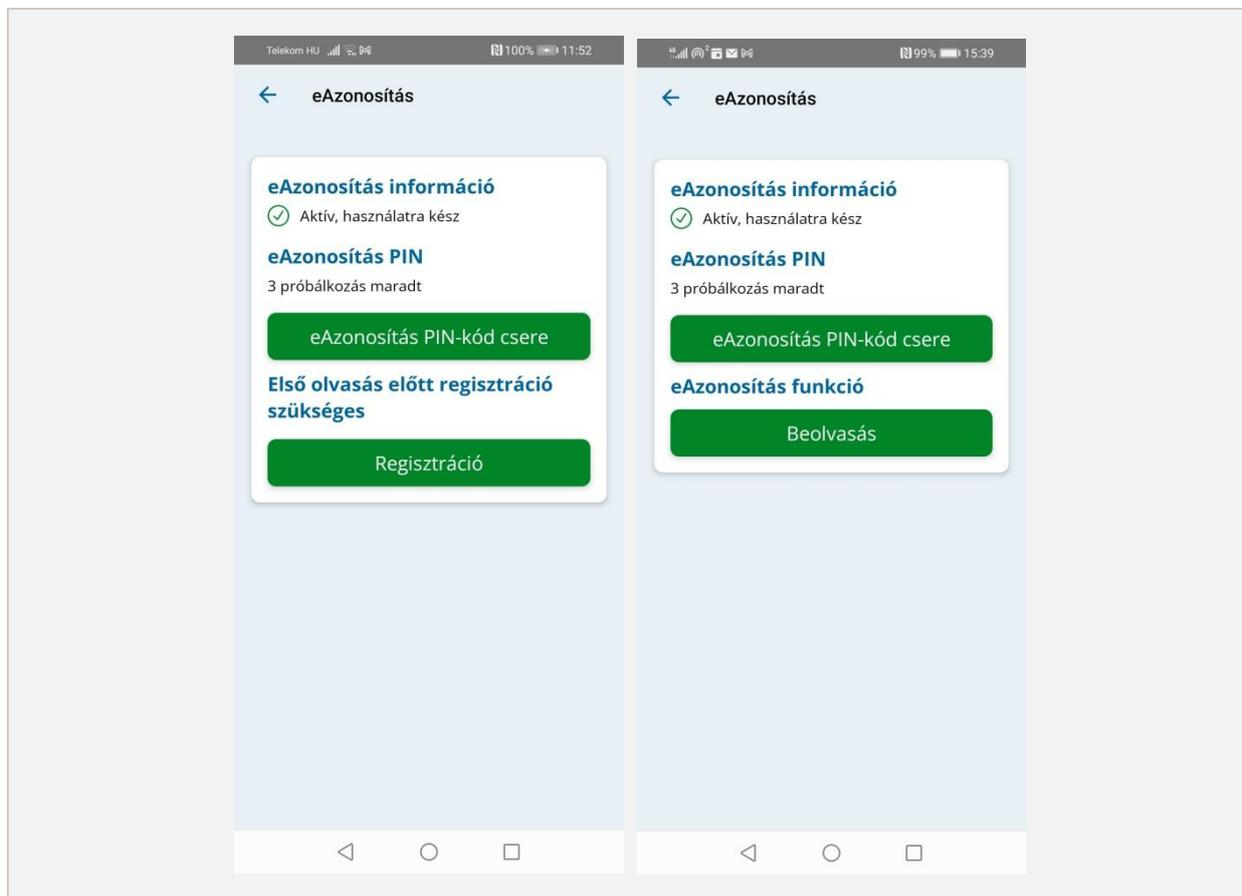 Telekom HU 100% 11:52
eAzonosítás
eAzonosítás információ
Aktív, használatra kész
eAzonosítás PIN
3 próbálkozás maradt
eAzonosítás PIN-kód csere
Első olvasás előtt regisztráció
szükséges
Regisztráció
2 99% 15:39
eAzonosítás
eAzonosítás információ
Aktív, használatra kész
eAzonosítás PIN
3 próbálkozás maradt
eAzonosítás PIN-kód csere
eAzonosítás funkció
Beolvasás